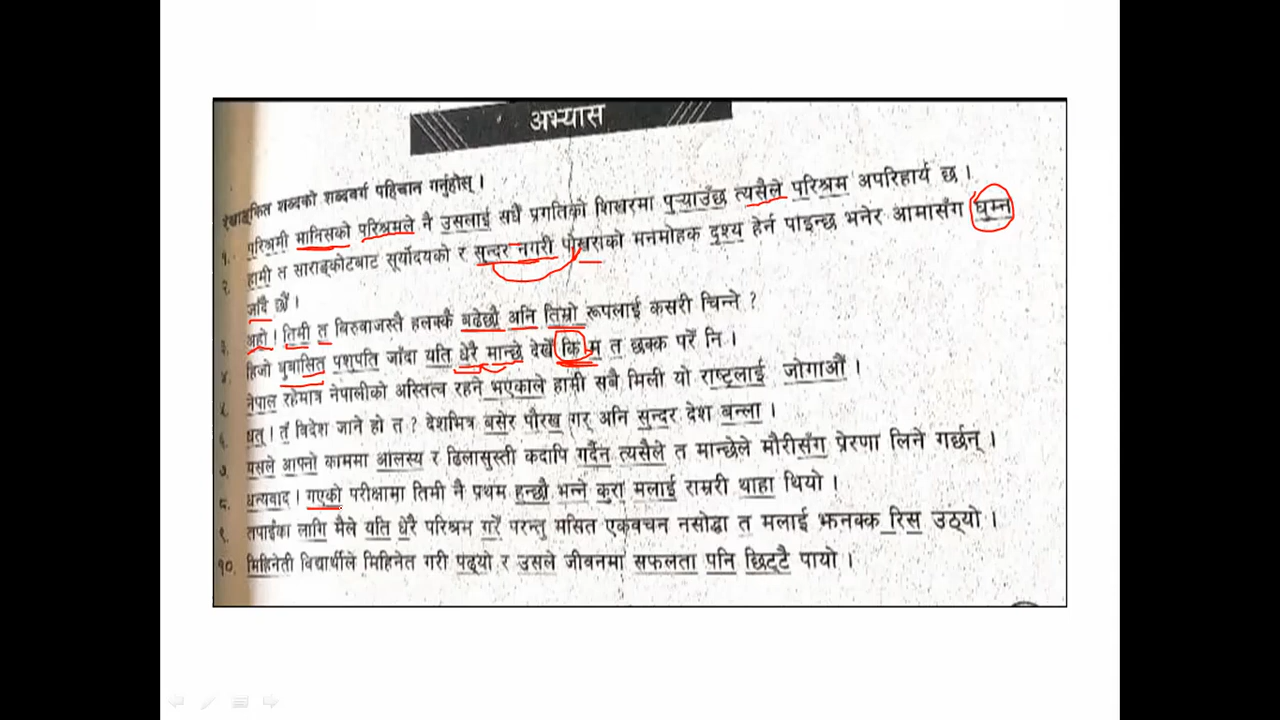 अभ्यास
रेखाङ्कित शब्दको शब्दवर्ग पहिचान गर्नुहोस् ।
१. परिश्रमी मानिसको परिश्रमले नै उसलाई सधैँ प्रगतिको शिखरमा पुऱ्याउँछ त्यसैले परिश्रम अपरिहार्य छ ।
२. हामी त साराङ्कोटबाट सूर्योदयको र सुन्दर नगरी पोखराको मनमोहक दृश्य हेर्न पाइन्छ भनेर आमासँग घुम्न
जाँदै छौँ ।
३. अहो ! तिमी त बिरुवाजस्तै हलक्कै बढेछौ अनि तिम्रो रूपलाई कसरी चिन्ने ?
४. हिजो सुवासित पशुपति जाँदा यति धेरै मान्छे देखेँ कि म त छक्क परेँ नि ।
५. नेपाल रहेमात्र नेपालीको अस्तित्व रहने भएकाले हामी सबै मिली यो राष्ट्रलाई जोगाऔँ ।
६. धत् ! तँ विदेश जाने हो त ? देशभित्र बसेर पौरख गर् अनि सुन्दर देश बन्ला ।
७. यसले आफ्नो काममा आलस्य र ढिलासुस्ती कदापि गर्दैन त्यसैले त मान्छेले मौरीसँग प्रेरणा लिने गर्छन् ।
८. धन्यवाद ! गएको परीक्षामा तिमी नै प्रथम हुन्छौ भन्ने कुरा मलाई राम्ररी थाहा थियो ।
९. तपाईंका लागि मैले यति धेरै परिश्रम गरेँ परन्तु मसित एकवचन नसोद्धा त मलाई झनक्क रिस उठ्यो ।
१०. मिहिनेती विद्यार्थीले मिहिनेत गरी पढ्यो र उसले जीवनमा सफलता पनि छिट्टै पायो ।